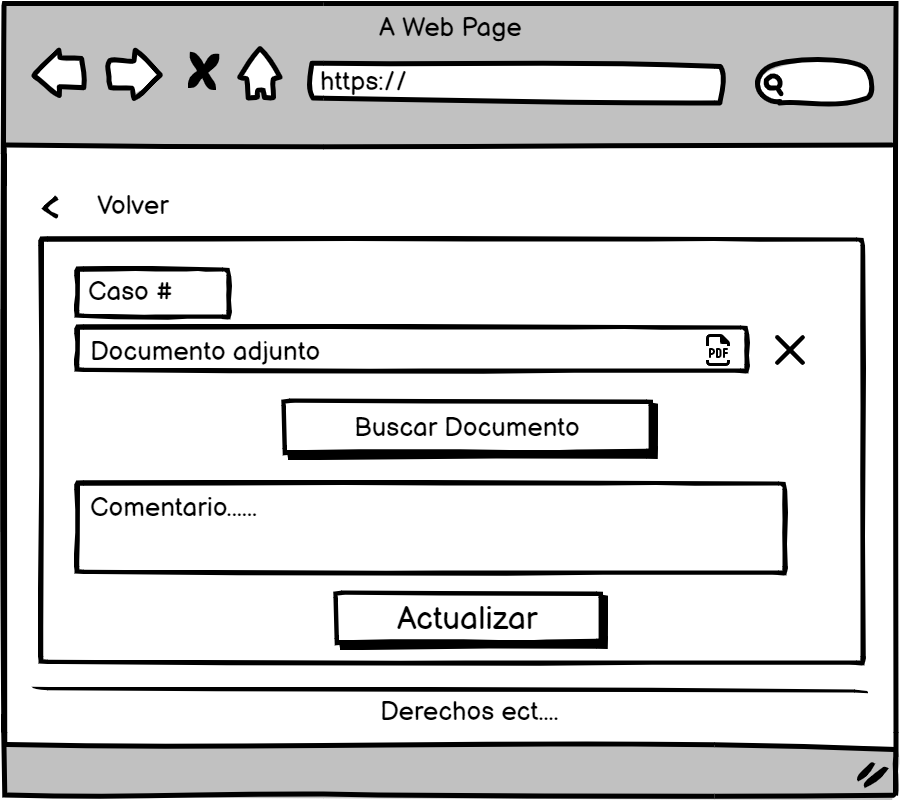 A Web Page
https://
Volver
Caso #
Documento adjunto
PDF
Buscar Documento
Comentario......
Actualizar
Derechos ect....